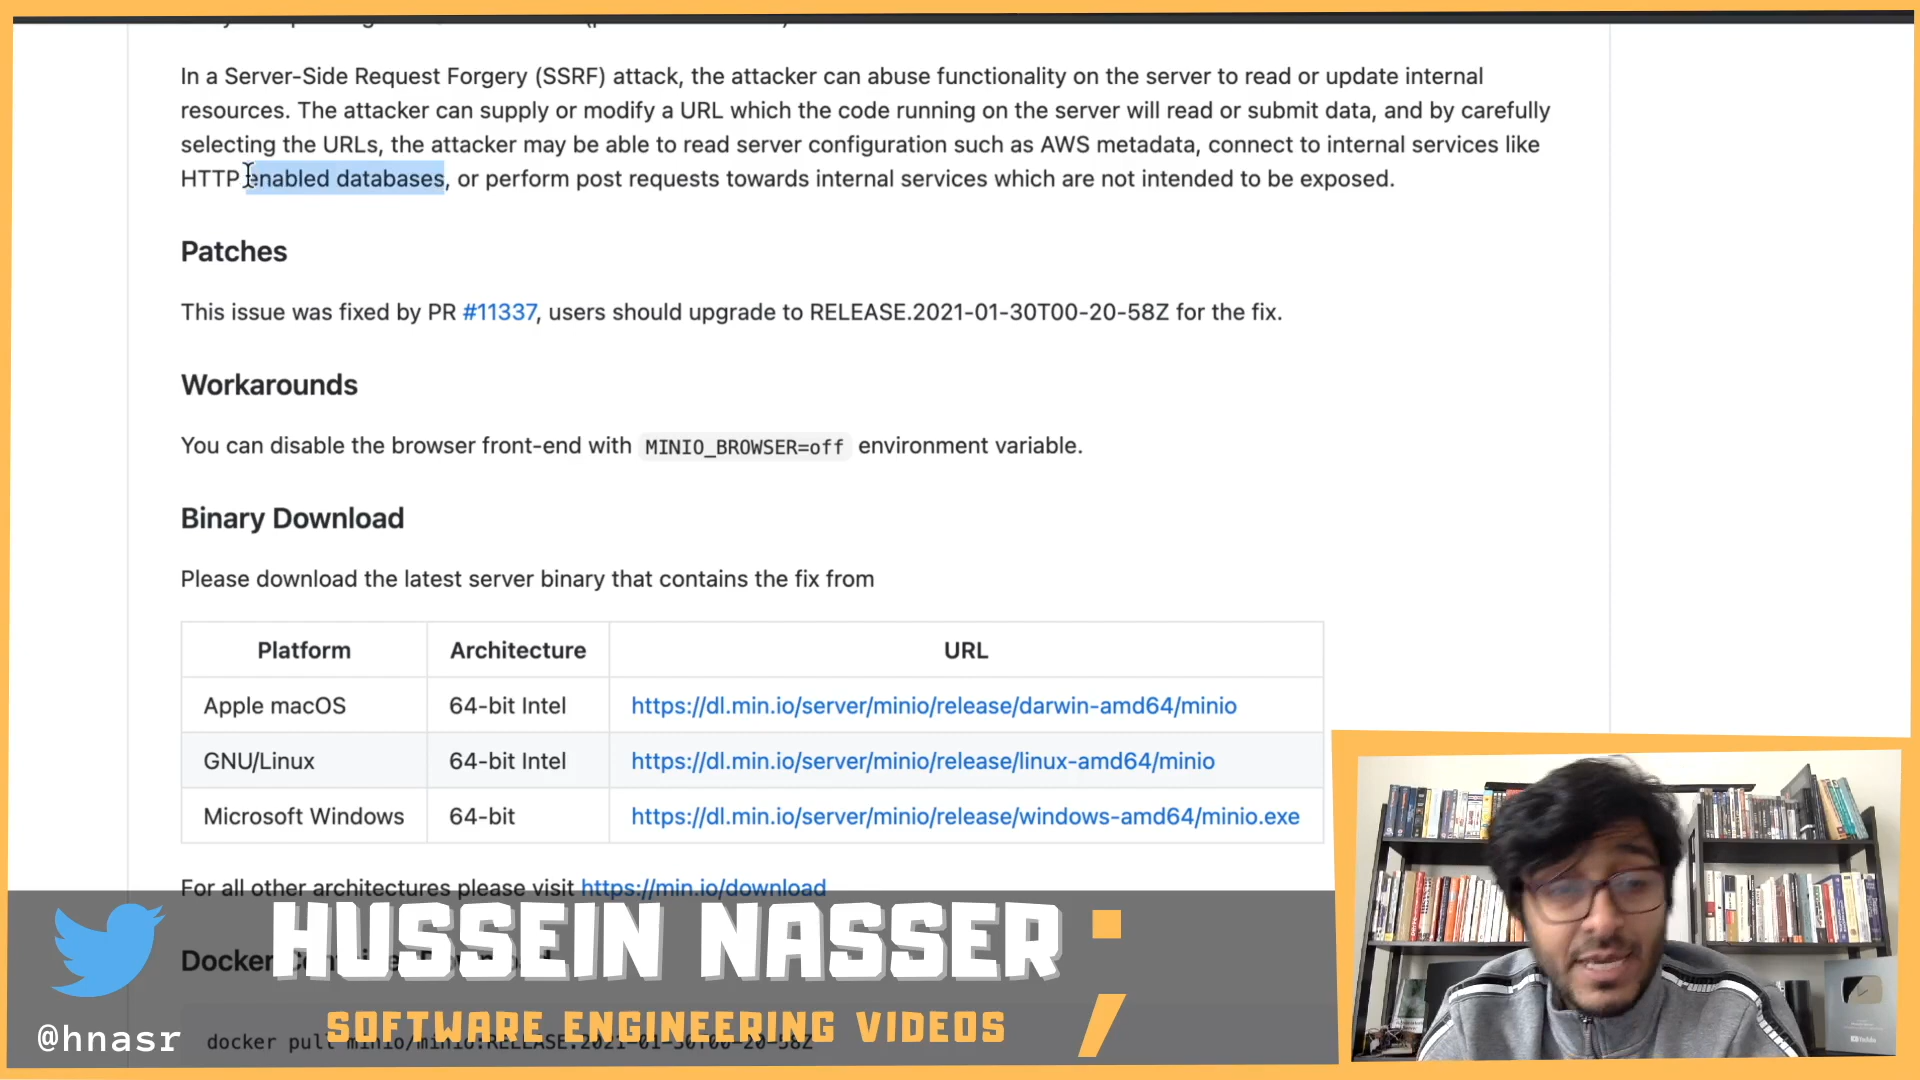 In a Server-Side Request Forgery (SSRF) attack, the attacker can abuse functionality on the server to read or update internal
resources. The attacker can supply or modify a URL which the code running on the server will read or submit data, and by carefully
selecting the URLs, the attacker may be able to read server configuration such as AWS metadata, connect to internal services like
HTTP enabled databases, or perform post requests towards internal services which are not intended to be exposed.
Patches
This issue was fixed by PR #11337, users should upgrade to RELEASE.2021-01-30T00-20-58Z for the fix.
Workarounds
You can disable the browser front-end with MINIO_BROWSER=off environment variable.
Binary Download
Please download the latest server binary that contains the fix from
Platform Architecture URL
Apple macOS 64-bit Intel https://dl.min.io/server/minio/release/darwin-amd64/minio
GNU/Linux 64-bit Intel https://dl.min.io/server/minio/release/linux-amd64/minio
Microsoft Windows 64-bit https://dl.min.io/server/minio/release/windows-amd64/minio.exe
For all other architectures please visit https://min.io/download
HUSSEIN NASSER ;
Docker
SOFTWARE ENGINEERING VIDEOS
@hnasr
docker pull minio/minio:RELEASE.2021-01-30T00-20-58Z